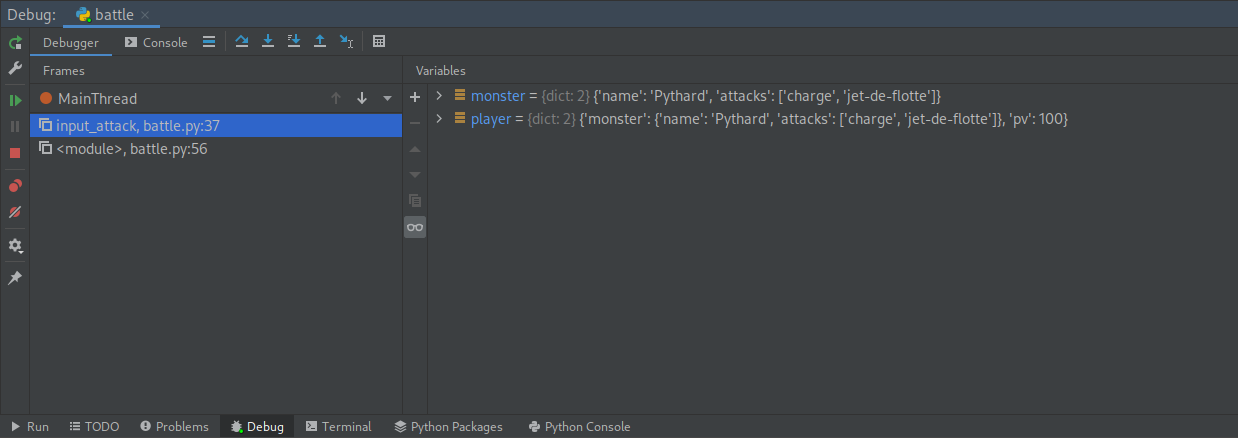 Debug: battle
Debugger Console
Frames Variables
MainThread
monster = {dict: 2} {'name': 'Pythard', 'attacks': ['charge', 'jet-de-flotte']}
input_attack, battle.py:37
player = {dict: 2} {'monster': {'name': 'Pythard', 'attacks': ['charge', 'jet-de-flotte']}, 'pv': 100}
<module>, battle.py:56
Run TODO Problems Debug Terminal Python Packages Python Console